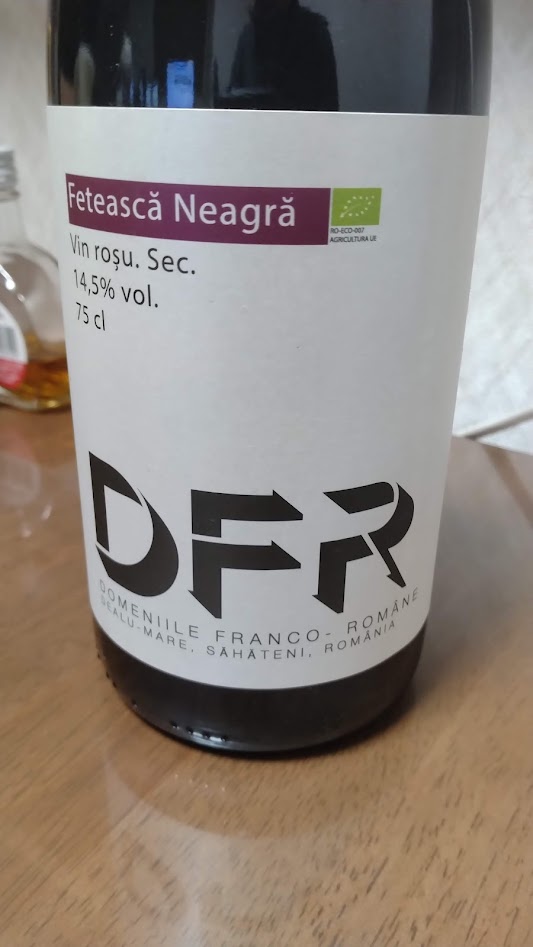 Fetească Neagră
RO-ECO-007
AGRICULTURA UE
Vin roșu. Sec.
14,5% vol.
75 cl
DFR
DOMENIILE FRANCO- ROMÂNE
DEALU-MARE, SĂHĂTENI, ROMÂNIA